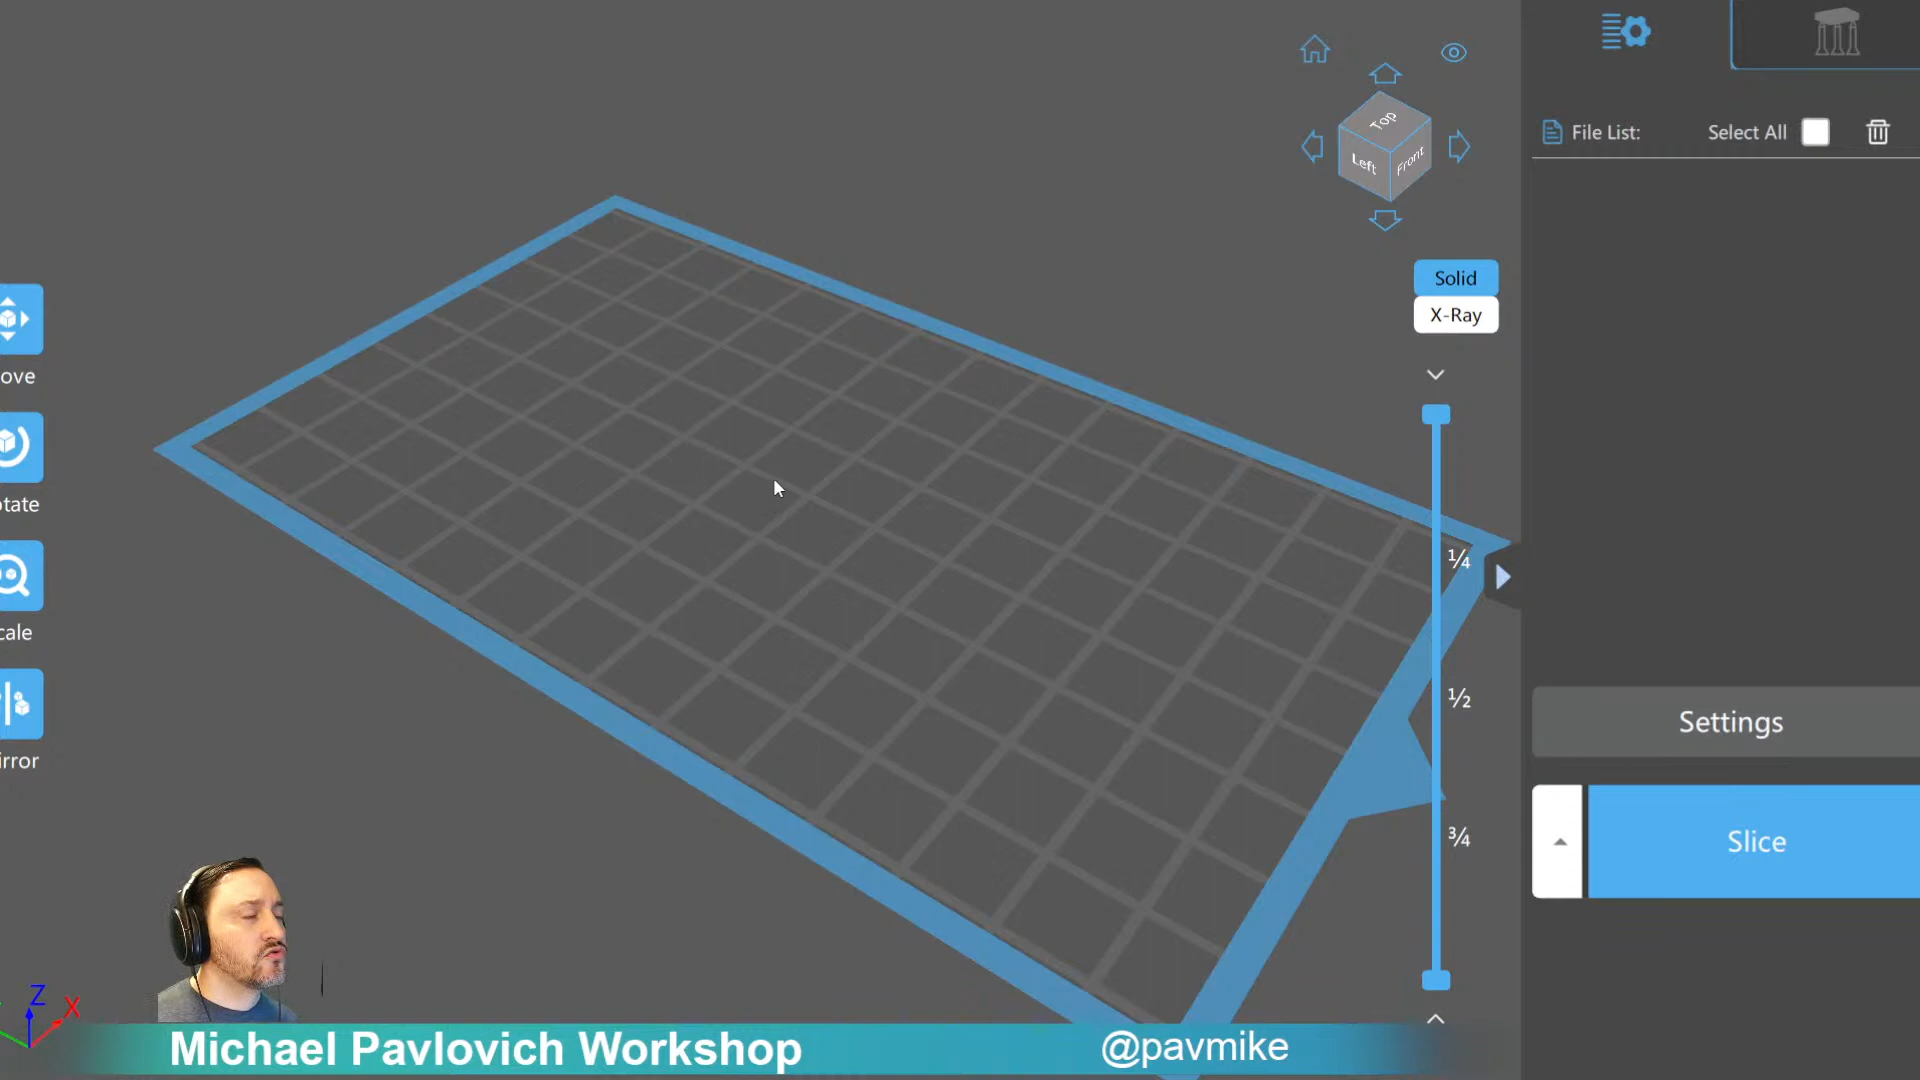 Top
Left
Front
File List:
Select All
Solid
X-Ray
ove
otate
cale
irror
¼
½
¾
Settings
Slice
Z
X
Michael Pavlovich Workshop
@pavmike